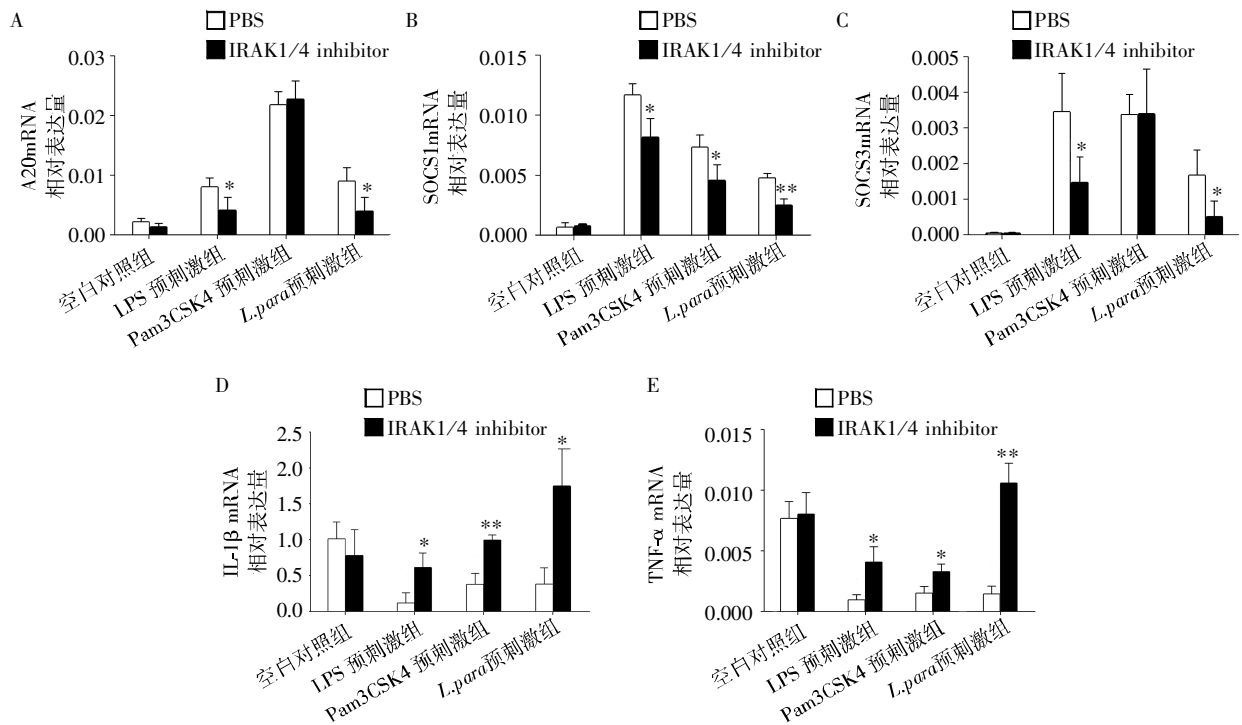 A
PBS
IRAK1/4 inhibitor
A20mRNA
相对表达量
0.03
0.02
0.01
0.00
*
*
空白对照组
LPS 预刺激组
Pam3CSK4 预刺激组
L.para预刺激组
B
PBS
IRAK1/4 inhibitor
SOCS1mRNA
相对表达量
0.015
0.010
0.005
0.000
*
*
**
空白对照组
LPS 预刺激组
Pam3CSK4 预刺激组
L.para预刺激组
C
PBS
IRAK1/4 inhibitor
SOCS3mRNA
相对表达量
0.005
0.004
0.003
0.002
0.001
0.000
*
*
空白对照组
LPS 预刺激组
Pam3CSK4 预刺激组
L.para预刺激组
D
PBS
IRAK1/4 inhibitor
IL-1β mRNA
相对表达量
2.5
2.0
1.5
1.0
0.5
0.0
*
**
*
空白对照组
LPS 预刺激组
Pam3CSK4 预刺激组
L.para预刺激组
E
PBS
IRAK1/4 inhibitor
TNF-α mRNA
相对表达量
0.015
0.010
0.005
0.000
*
*
**
空白对照组
LPS 预刺激组
Pam3CSK4 预刺激组
L.para预刺激组